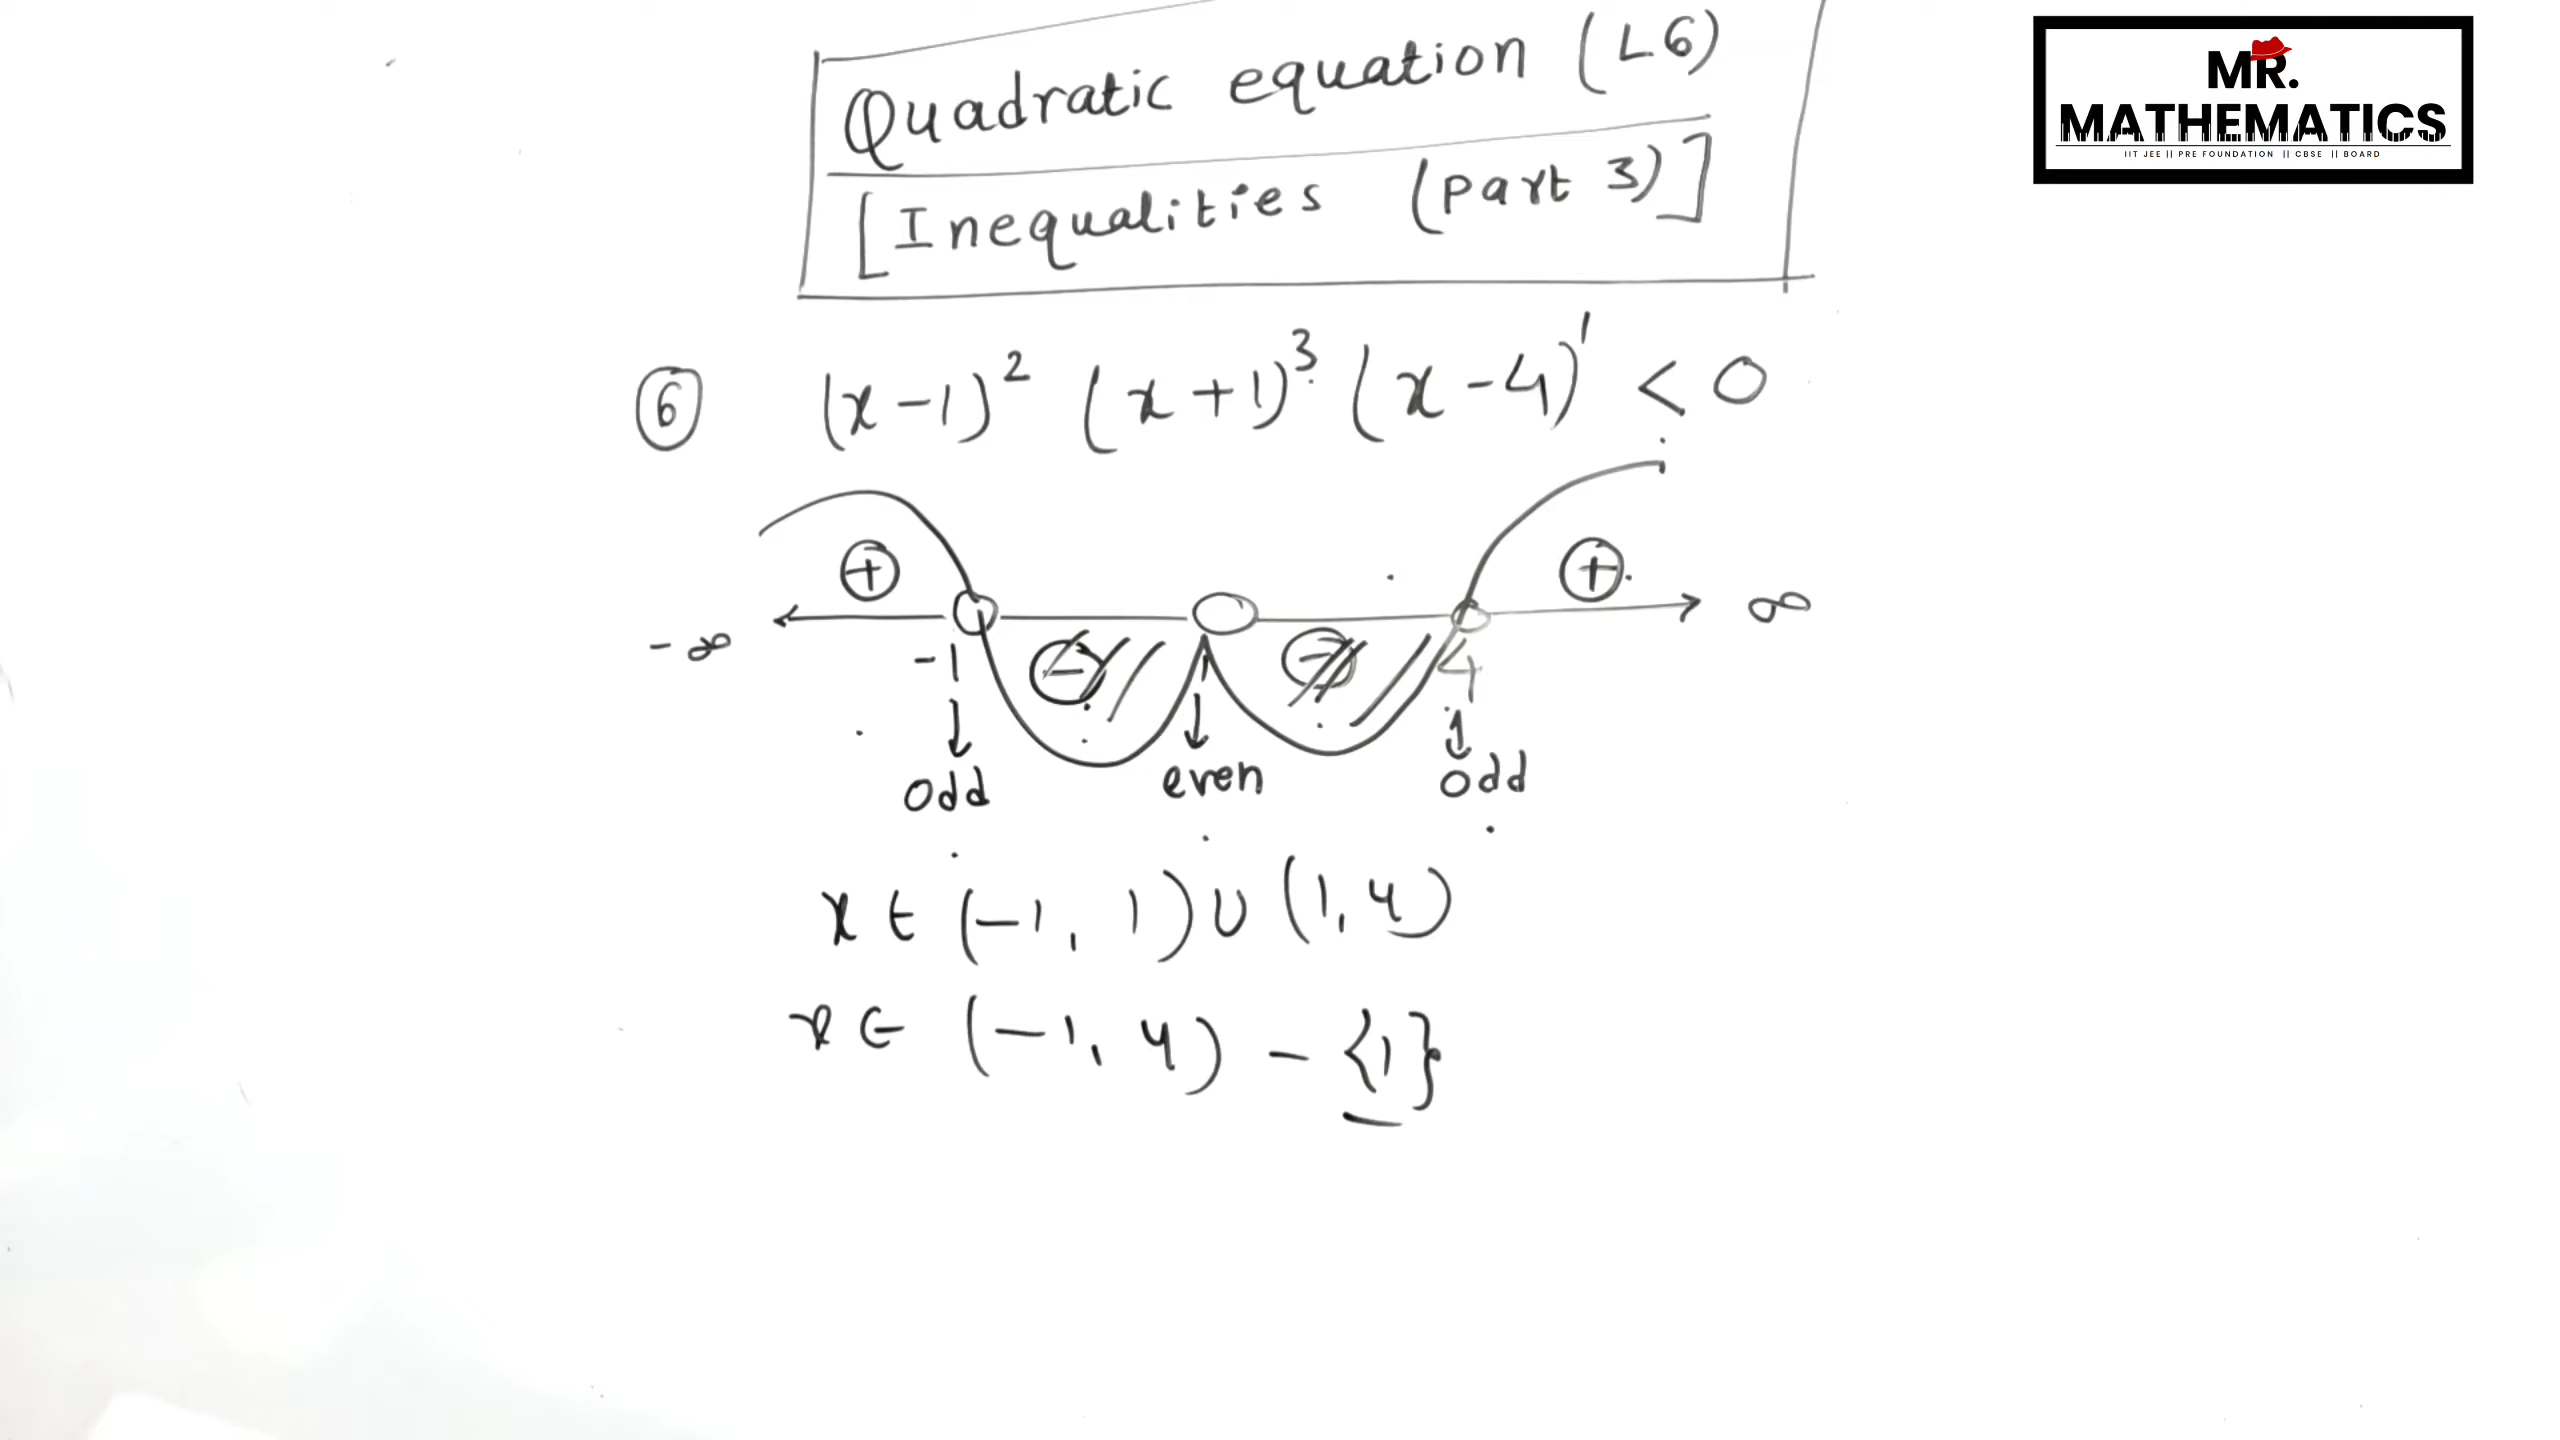 Quadratic equation (L6)
[Inequalities (part 3)]
MR.
MATHEMATICS
IIT JEE || PRE FOUNDATION || CBSE || BOARD
⑥ (x-1)² (x+1)³ (x-4)¹ < 0
⊕ ⊕
-∞ -1 ⊖ 1 ⊖ 4 ∞
odd even odd
x ∈ (-1, 1) ∪ (1, 4)
x ∈ (-1, 4) - {1}